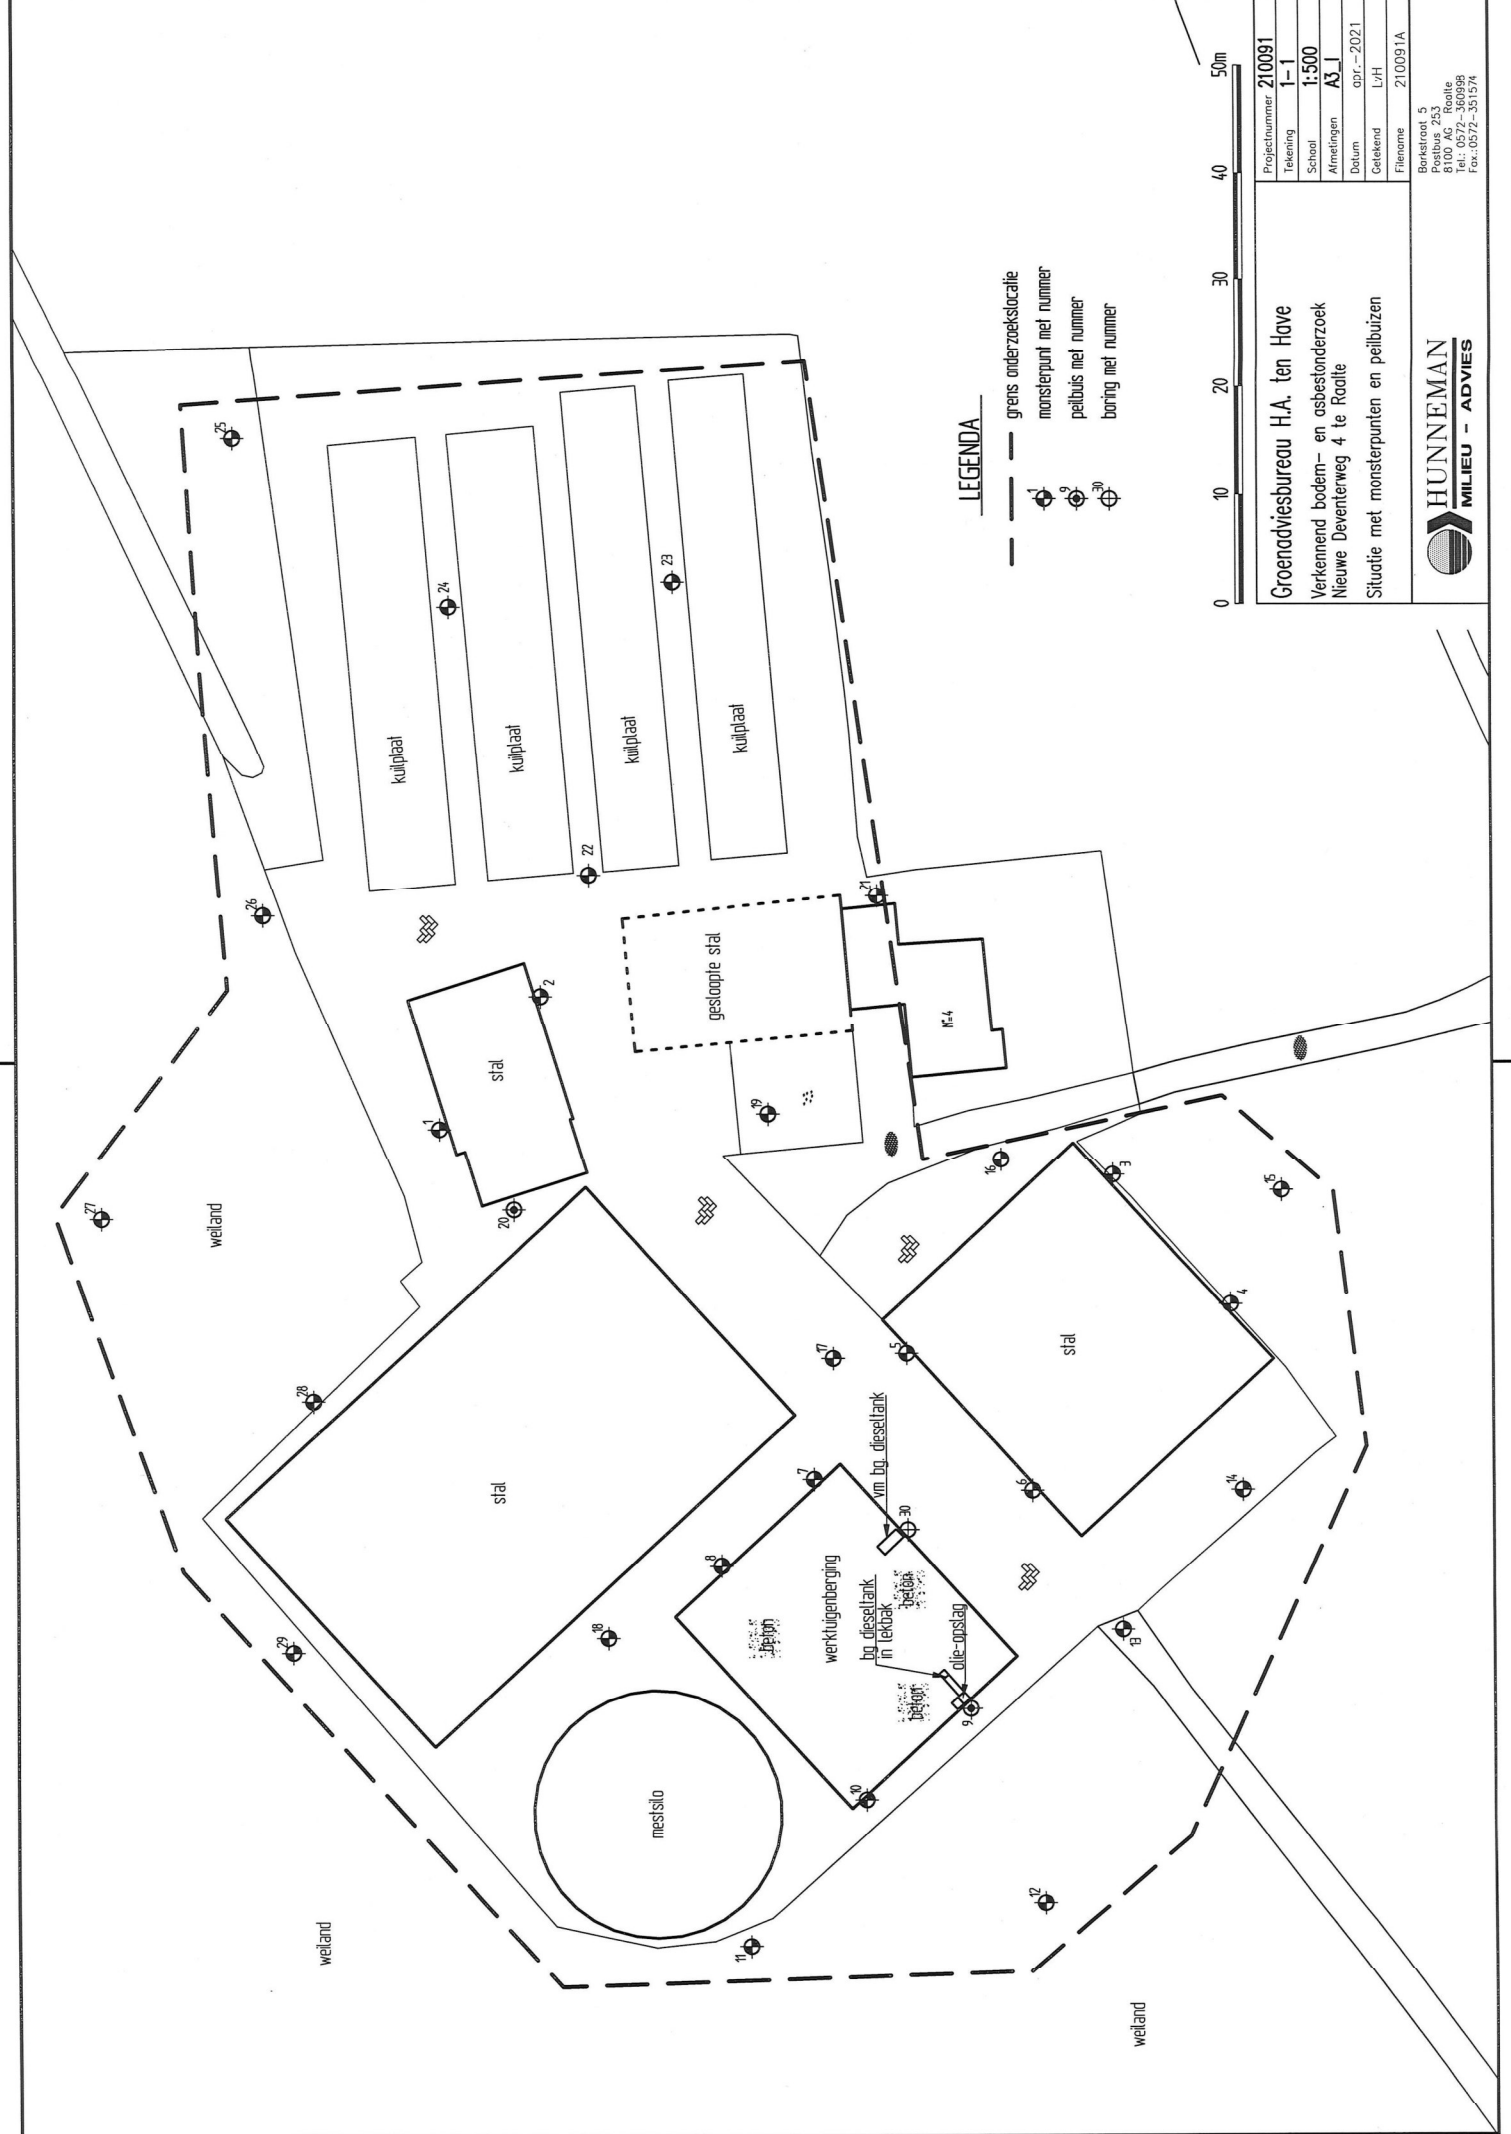 25
24
23
kuilplaat
kuilplaat
kuilplaat
kuilplaat
26
22
21
2
stal
gesloopte stal
Nº=4
1
19
27
weiland
20
16
3
15
28
17
5
4
stal
stal
vm bg. dieseltank
7
6
14
30
8
werktuigenberging
bg dieseltank
in lekbak
olie-opslag
beton
beton
beton
29
18
9
13
10
mestsilo
weiland
11
12
weiland
LEGENDA
grens onderzoekslocatie
1 monsterpunt met nummer
9 peilbuis met nummer
30 boring met nummer
0 10 20 30 40 50m
Groenadviesbureau H.A. ten Have
Verkennend bodem- en asbestonderzoek
Nieuwe Deventerweg 4 te Raalte
Situatie met monsterpunten en peilbuizen
Projectnummer 210091
Tekening 1-1
Schaal 1:500
Afmetingen A3_l
Datum apr.-2021
Getekend LvH
Filename 210091A
HUNNEMAN
MILIEU - ADVIES
Barkstraat 5
Postbus 253
8100 AG Raalte
Tel.: 0572-360998
Fax.:0572-351574